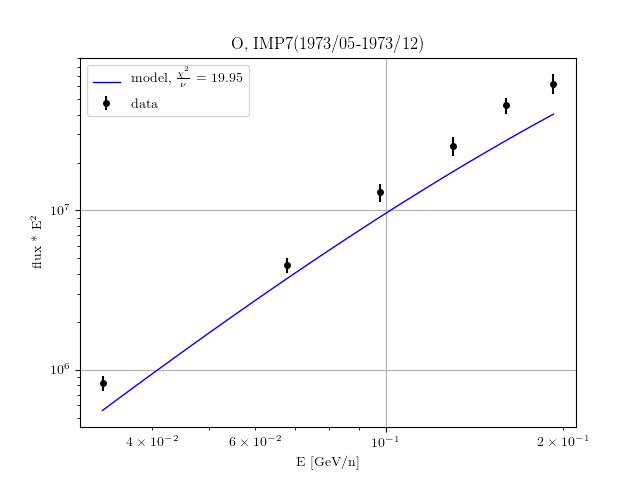 O, IMP7(1973/05-1973/12)
model, χ²/ν = 19.95
data
flux * E²
10⁷
10⁶
4 × 10⁻²
6 × 10⁻²
10⁻¹
2 × 10⁻¹
E [GeV/n]